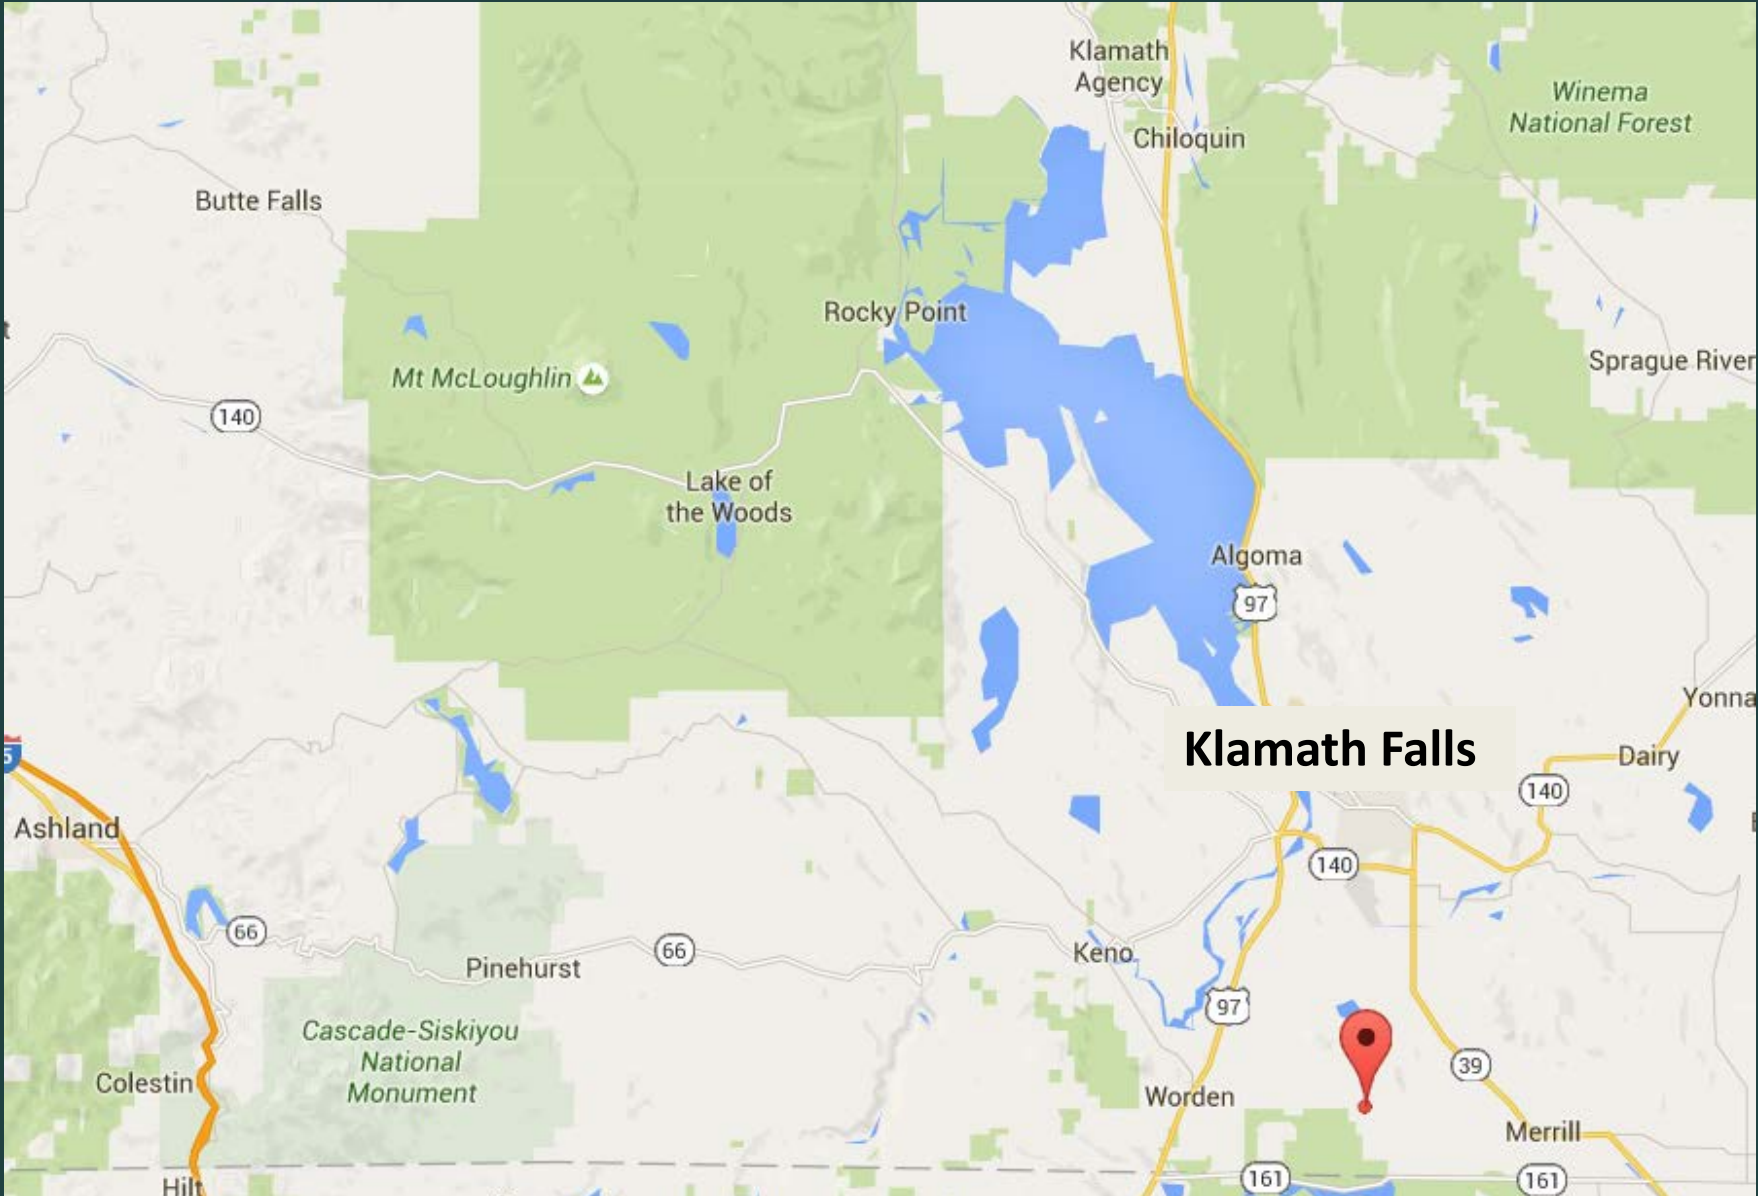 Klamath
Agency
Winema
National Forest
Chiloquin
Butte Falls
Rocky Point
Sprague River
Mt McLoughlin
140
Lake of
the Woods
Algoma
97
Yonna
Klamath Falls
Dairy
5
140
Ashland
140
66
66
Keno
Pinehurst
97
Cascade-Siskiyou
National
Monument
39
Colestin
Worden
Merrill
161
161
Hilt